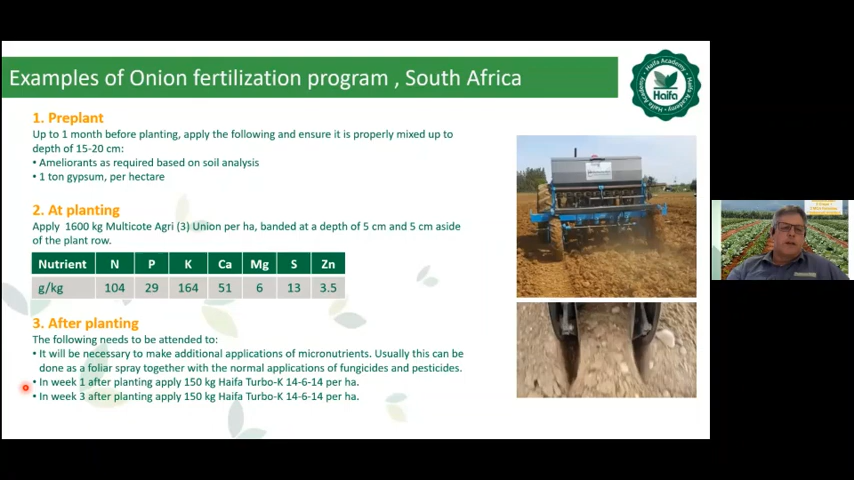 Examples of Onion fertilization program , South Africa
Haifa Academy
Haifa
1. Preplant
Up to 1 month before planting, apply the following and ensure it is properly mixed up to
depth of 15-20 cm:
• Ameliorants as required based on soil analysis
• 1 ton gypsum, per hectare
2. At planting
Apply 1600 kg Multicote Agri (3) Union per ha, banded at a depth of 5 cm and 5 cm aside
of the plant row.
Nutrient N P K Ca Mg S Zn
g/kg 104 29 164 51 6 13 3.5
3. After planting
The following needs to be attended to:
• It will be necessary to make additional applications of micronutrients. Usually this can be
done as a foliar spray together with the normal applications of fungicides and pesticides.
• In week 1 after planting apply 150 kg Haifa Turbo-K 14-6-14 per ha.
• In week 3 after planting apply 150 kg Haifa Turbo-K 14-6-14 per ha.